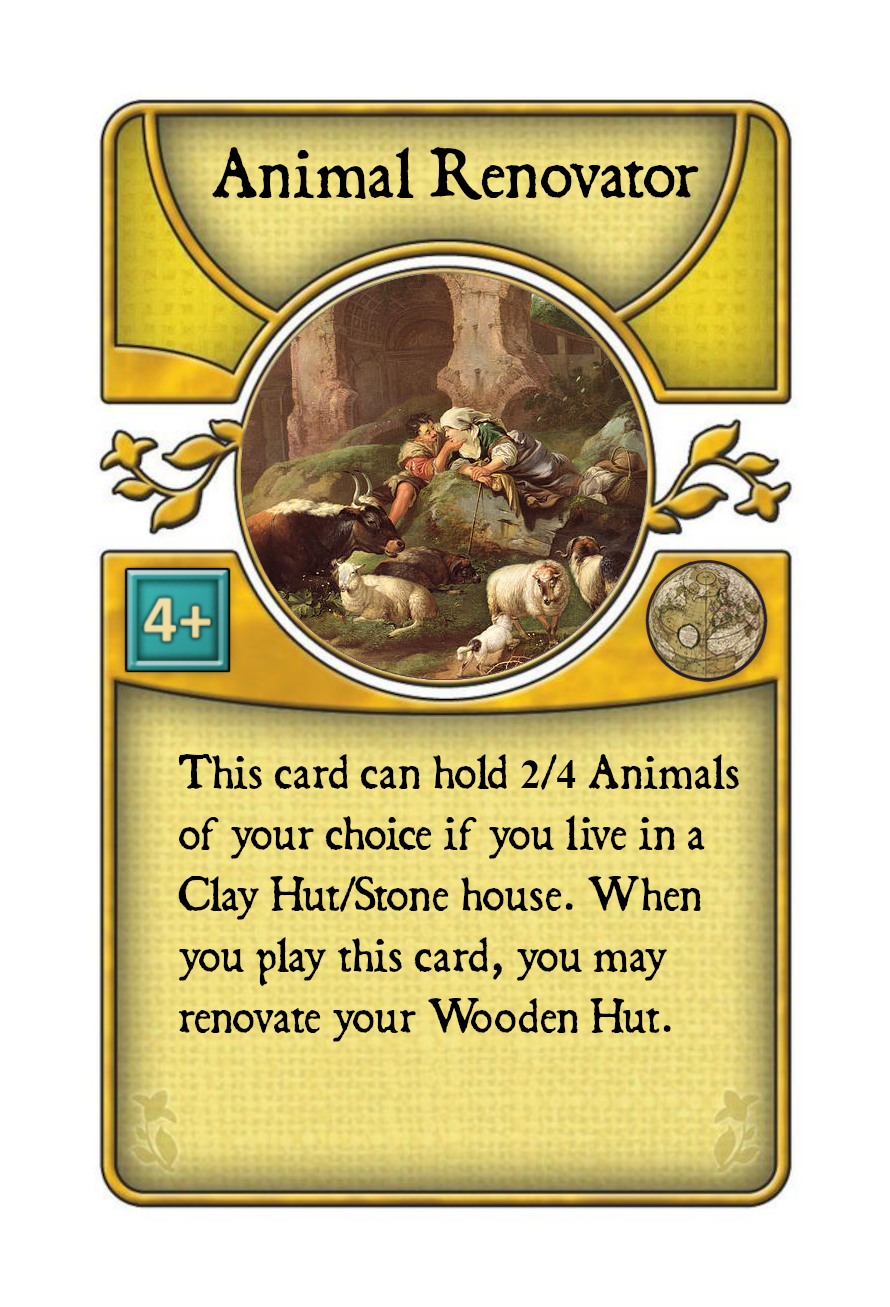 Animal Renovator
4+
This card can hold 2/4 Animals
of your choice if you live in a
Clay Hut/Stone house. When
you play this card, you may
renovate your Wooden Hut.